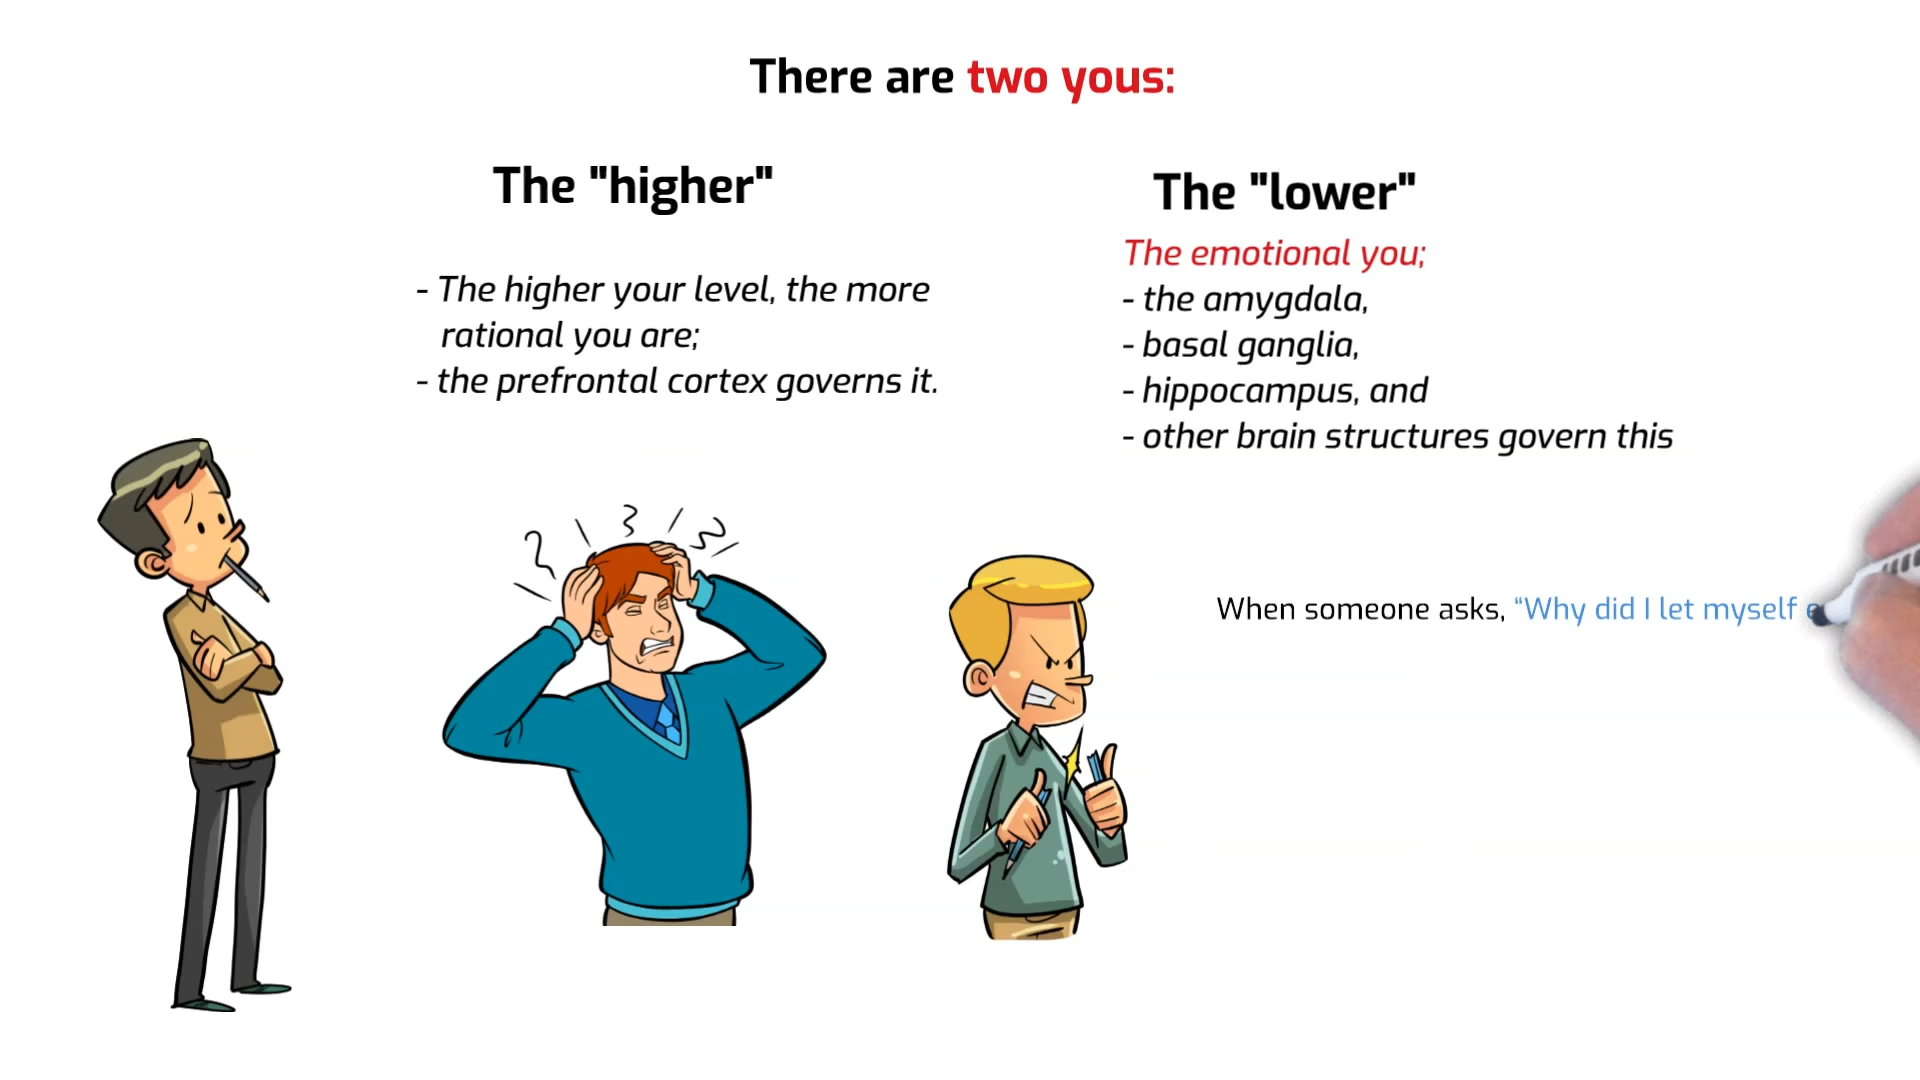 There are two yous:
The "higher"
- The higher your level, the more
rational you are;
- the prefrontal cortex governs it.
The "lower"
The emotional you;
- the amygdala,
- basal ganglia,
- hippocampus, and
- other brain structures govern this
When someone asks, “Why did I let myself